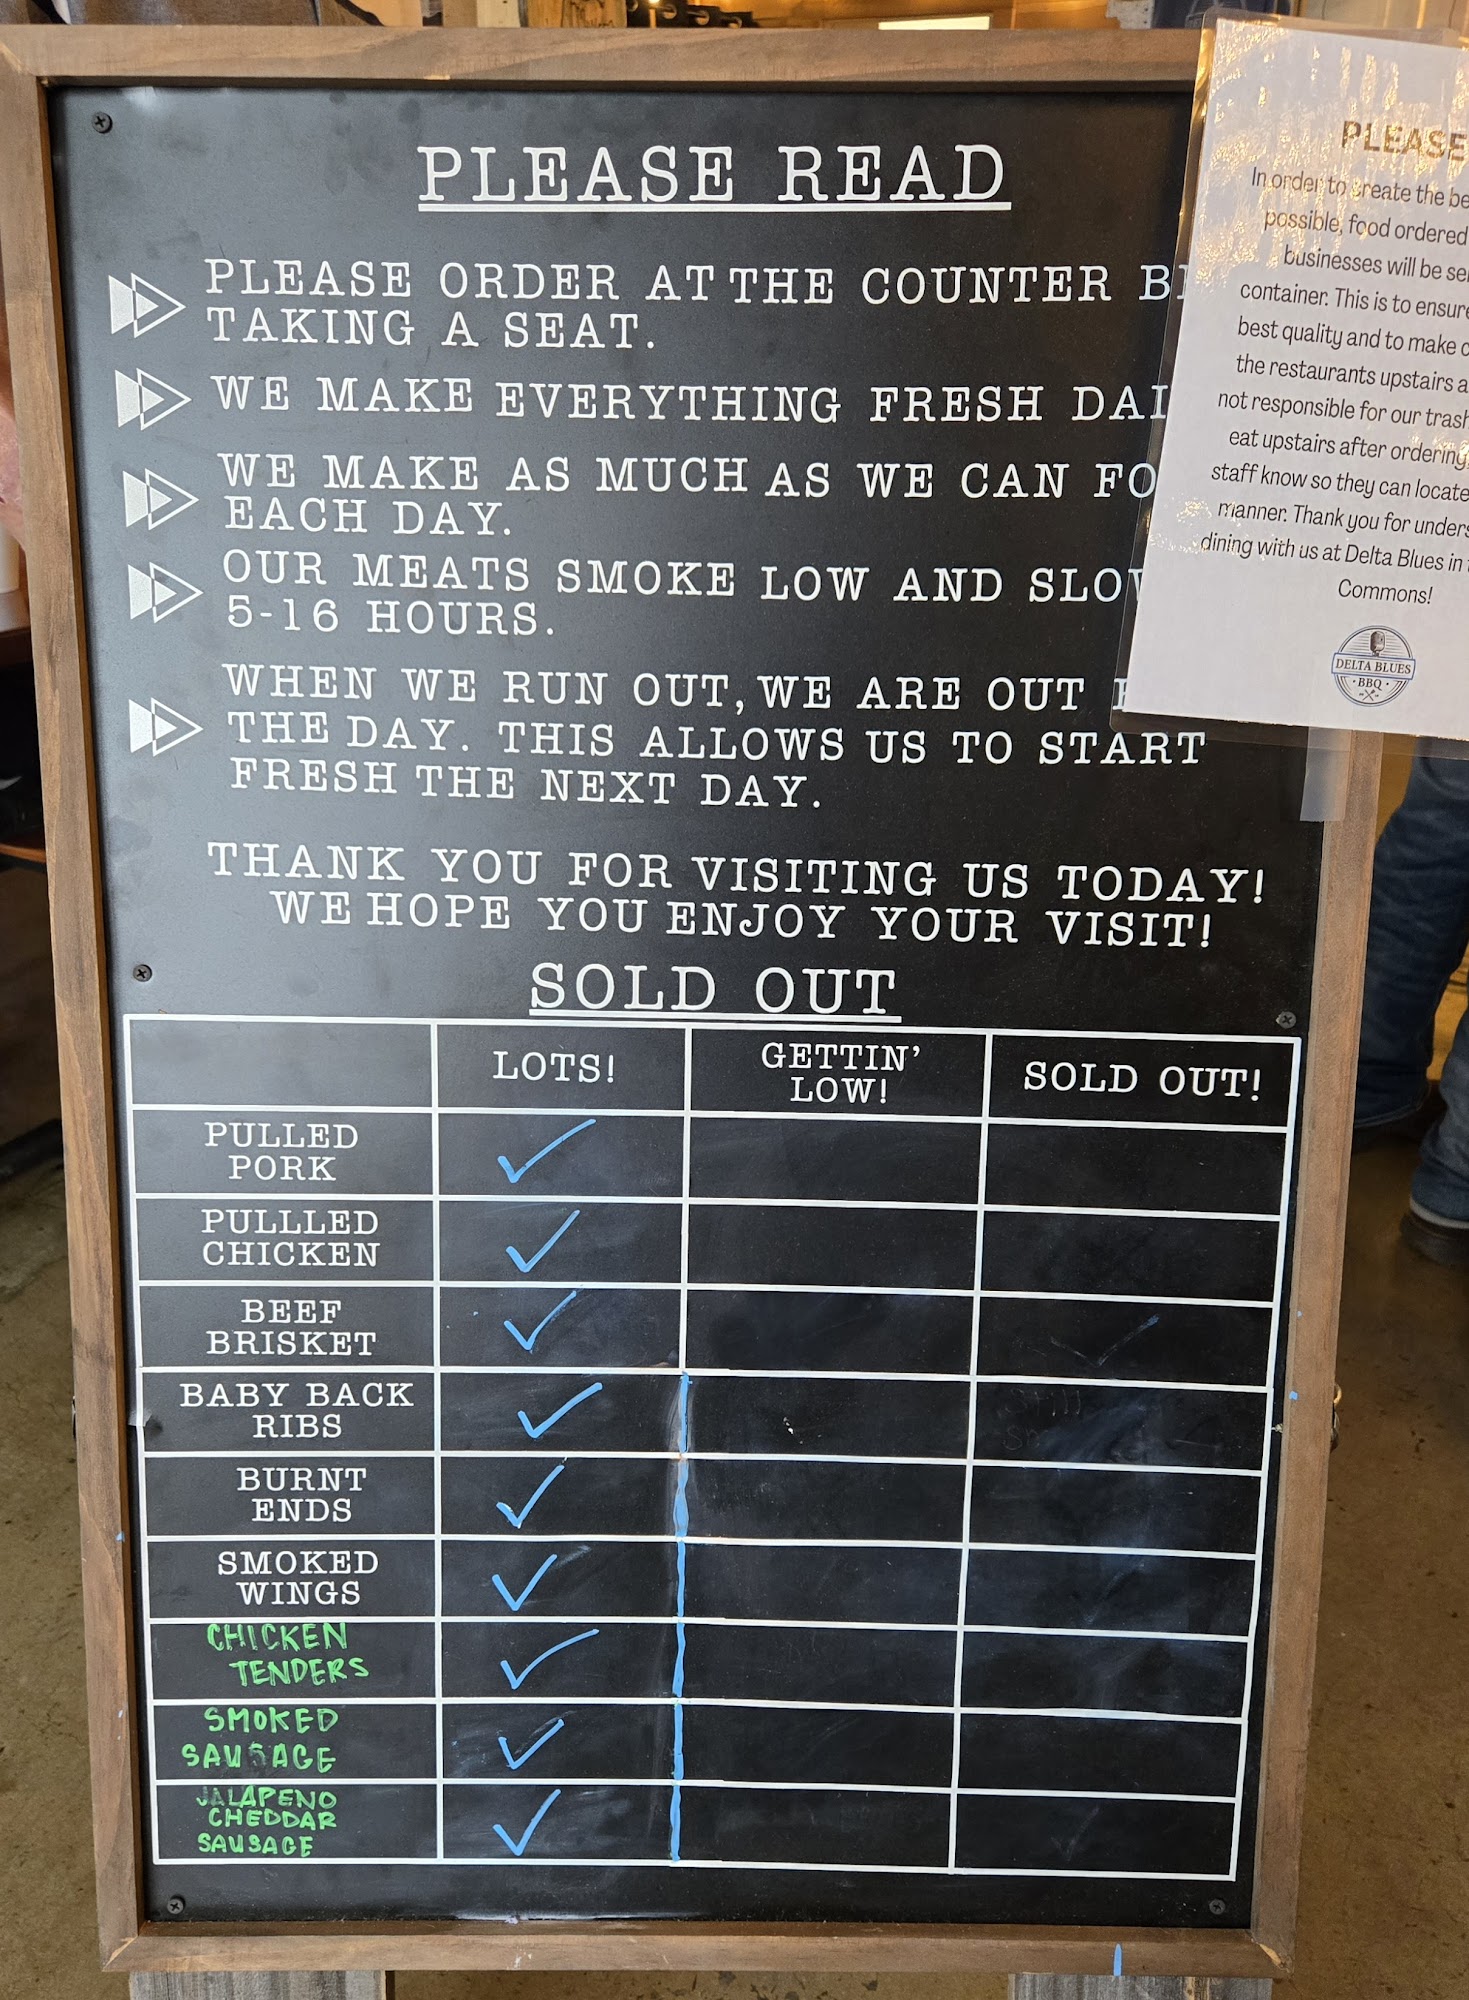 PLEASE READ
PLEASE ORDER AT THE COUNTER
TAKING A SEAT.
WE MAKE EVERYTHING FRESH
WE MAKE AS MUCH AS WE CAN
EACH DAY.
OUR MEATS SMOKE LOW AND
5-16 HOURS.
WHEN WE RUN OUT, WE ARE OUT
THE DAY. THIS ALLOWS US TO START
FRESH THE NEXT DAY.
THANK YOU FOR VISITING US TODAY!
WE HOPE YOU ENJOY YOUR VISIT!
SOLD OUT
LOTS! GETTIN' LOW! SOLD OUT!
PULLED
PORK
PULLLED
CHICKEN
BEEF
BRISKET
BABY BACK
RIBS
BURNT
ENDS
SMOKED
WINGS
CHICKEN
TENDERS
SMOKED
SAUSAGE
JALAPENO
CHEDDAR
SAUSAGE
PLEASE
In order to create the
possible, food ordered
businesses will be
container. This is to ensure
best quality and to make
the restaurants upstairs
not responsible for our trash
eat upstairs after ordering,
staff know so they can locate
manner. Thank you for
dining with us at Delta Blues in
Commons!
DELTA BLUES
BBQ